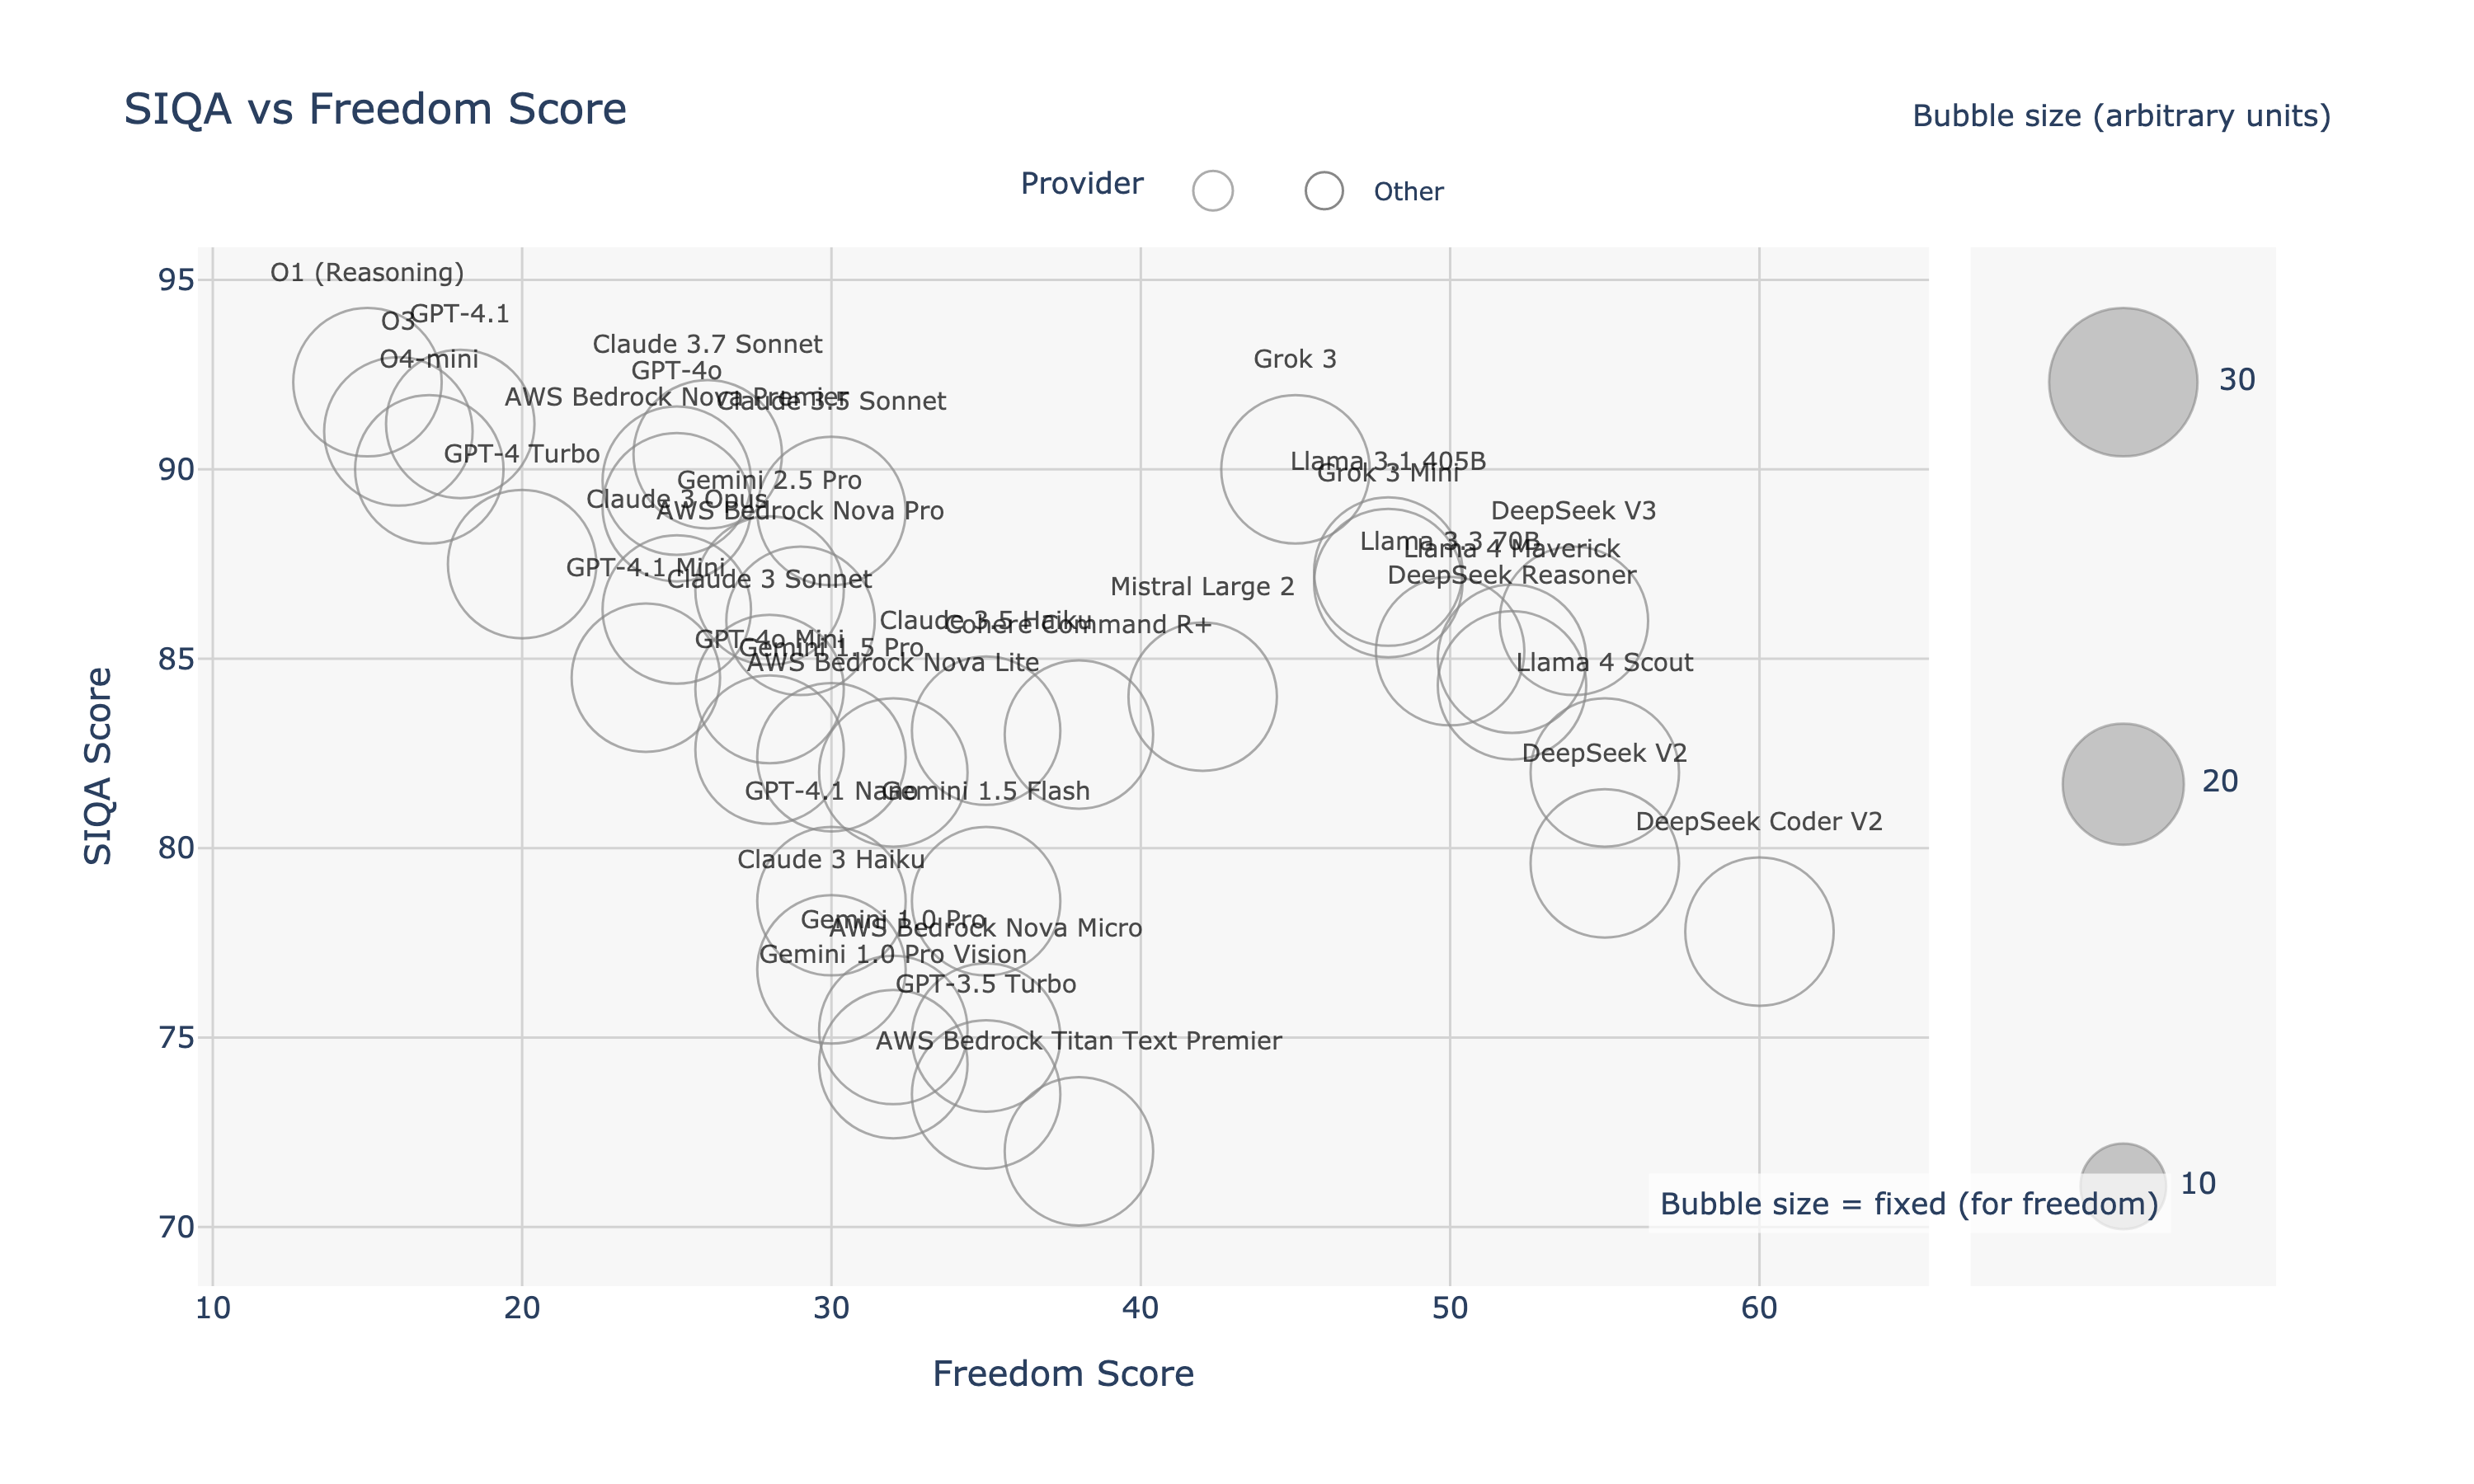 SIQA vs Freedom Score
Bubble size (arbitrary units)
Provider
Other
SIQA Score
95
90
85
80
75
70
O1 (Reasoning)
GPT-4.1
O3
O4-mini
Claude 3.7 Sonnet
GPT-4o
AWS Bedrock Nova Premier
Claude 3.5 Sonnet
Grok 3
GPT-4 Turbo
Llama 3.1 405B
Grok 3 Mini
Gemini 2.5 Pro
Claude 3 Opus
AWS Bedrock Nova Pro
DeepSeek V3
Llama 3.3 70B
Llama 4 Maverick
GPT-4.1 Mini
Claude 3 Sonnet
DeepSeek Reasoner
Mistral Large 2
Claude 3.5 Haiku
Cohere Command R+
GPT-4o Mini
Gemini 1.5 Pro
AWS Bedrock Nova Lite
Llama 4 Scout
DeepSeek V2
GPT-4.1 Nano
Gemini 1.5 Flash
DeepSeek Coder V2
Claude 3 Haiku
Gemini 1.0 Pro
AWS Bedrock Nova Micro
Gemini 1.0 Pro Vision
GPT-3.5 Turbo
AWS Bedrock Titan Text Premier
30
20
10
Bubble size = fixed (for freedom)
10
20
30
40
50
60
Freedom Score